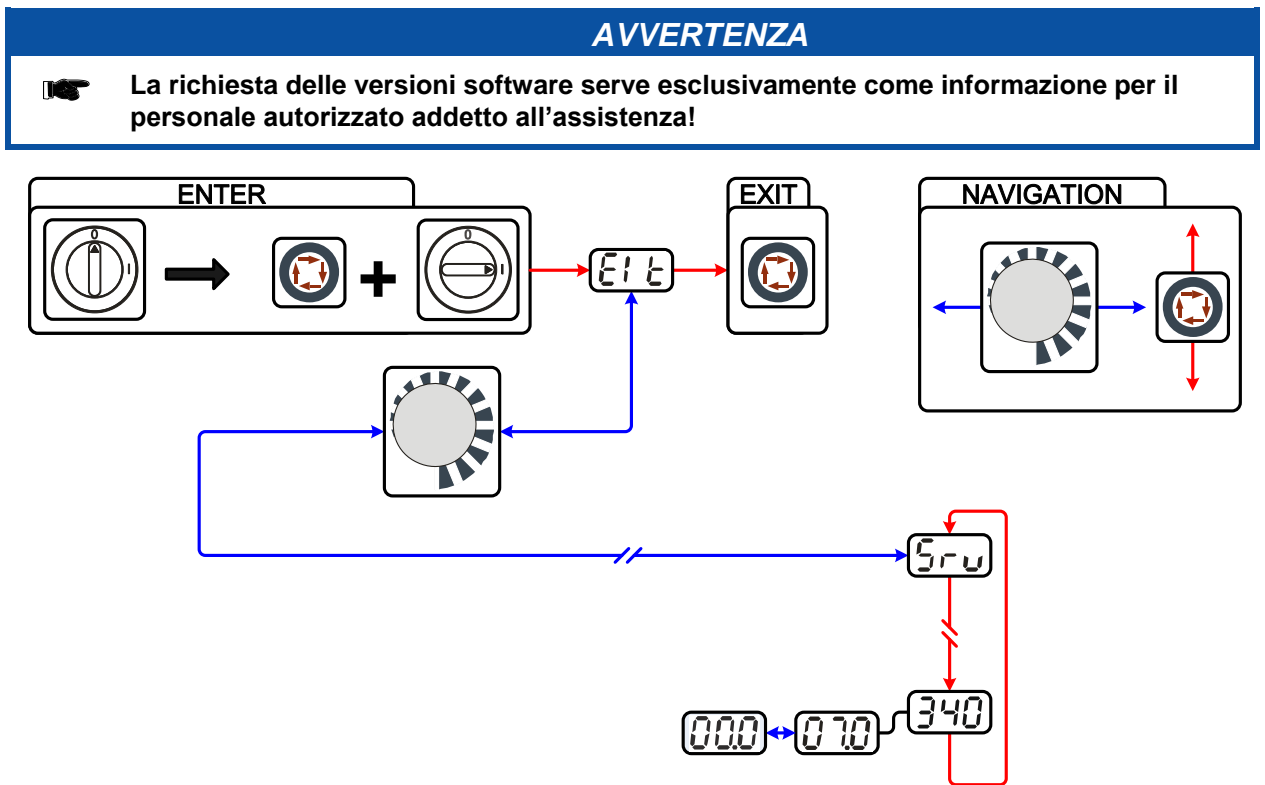 AVVERTENZA
La richiesta delle versioni software serve esclusivamente come informazione per il
personale autorizzato addetto all'assistenza!
ENTER
EXIT
NAVIGATION
0
I
0
I
E1t
Sru
340
00.0
07.0